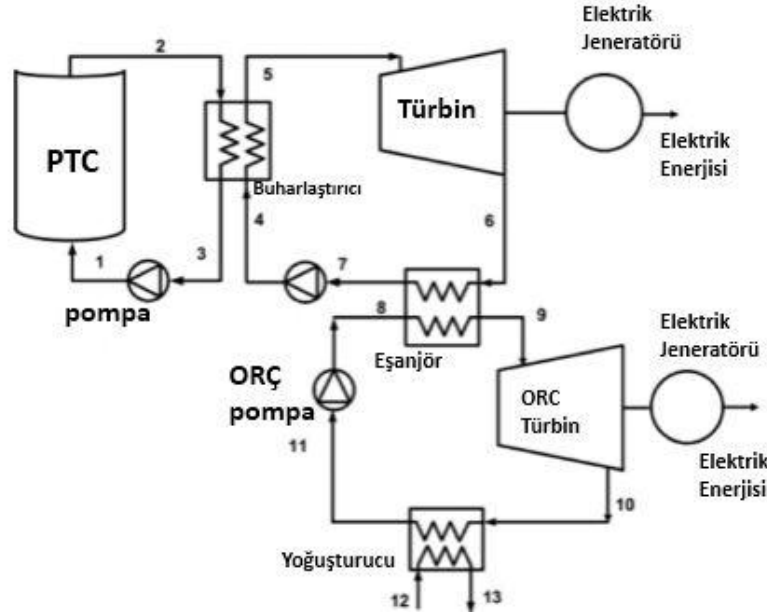 Elektrik
Jeneratörü
2
5
Türbin
PTC
Elektrik
Enerjisi
Buharlaştırıcı
4
6
3
1
7
pompa
8
9
Elektrik
Jeneratörü
Eşanjör
ORÇ
pompa
ORC
Türbin
11
Elektrik
Enerjisi
10
Yoğuşturucu
12
13